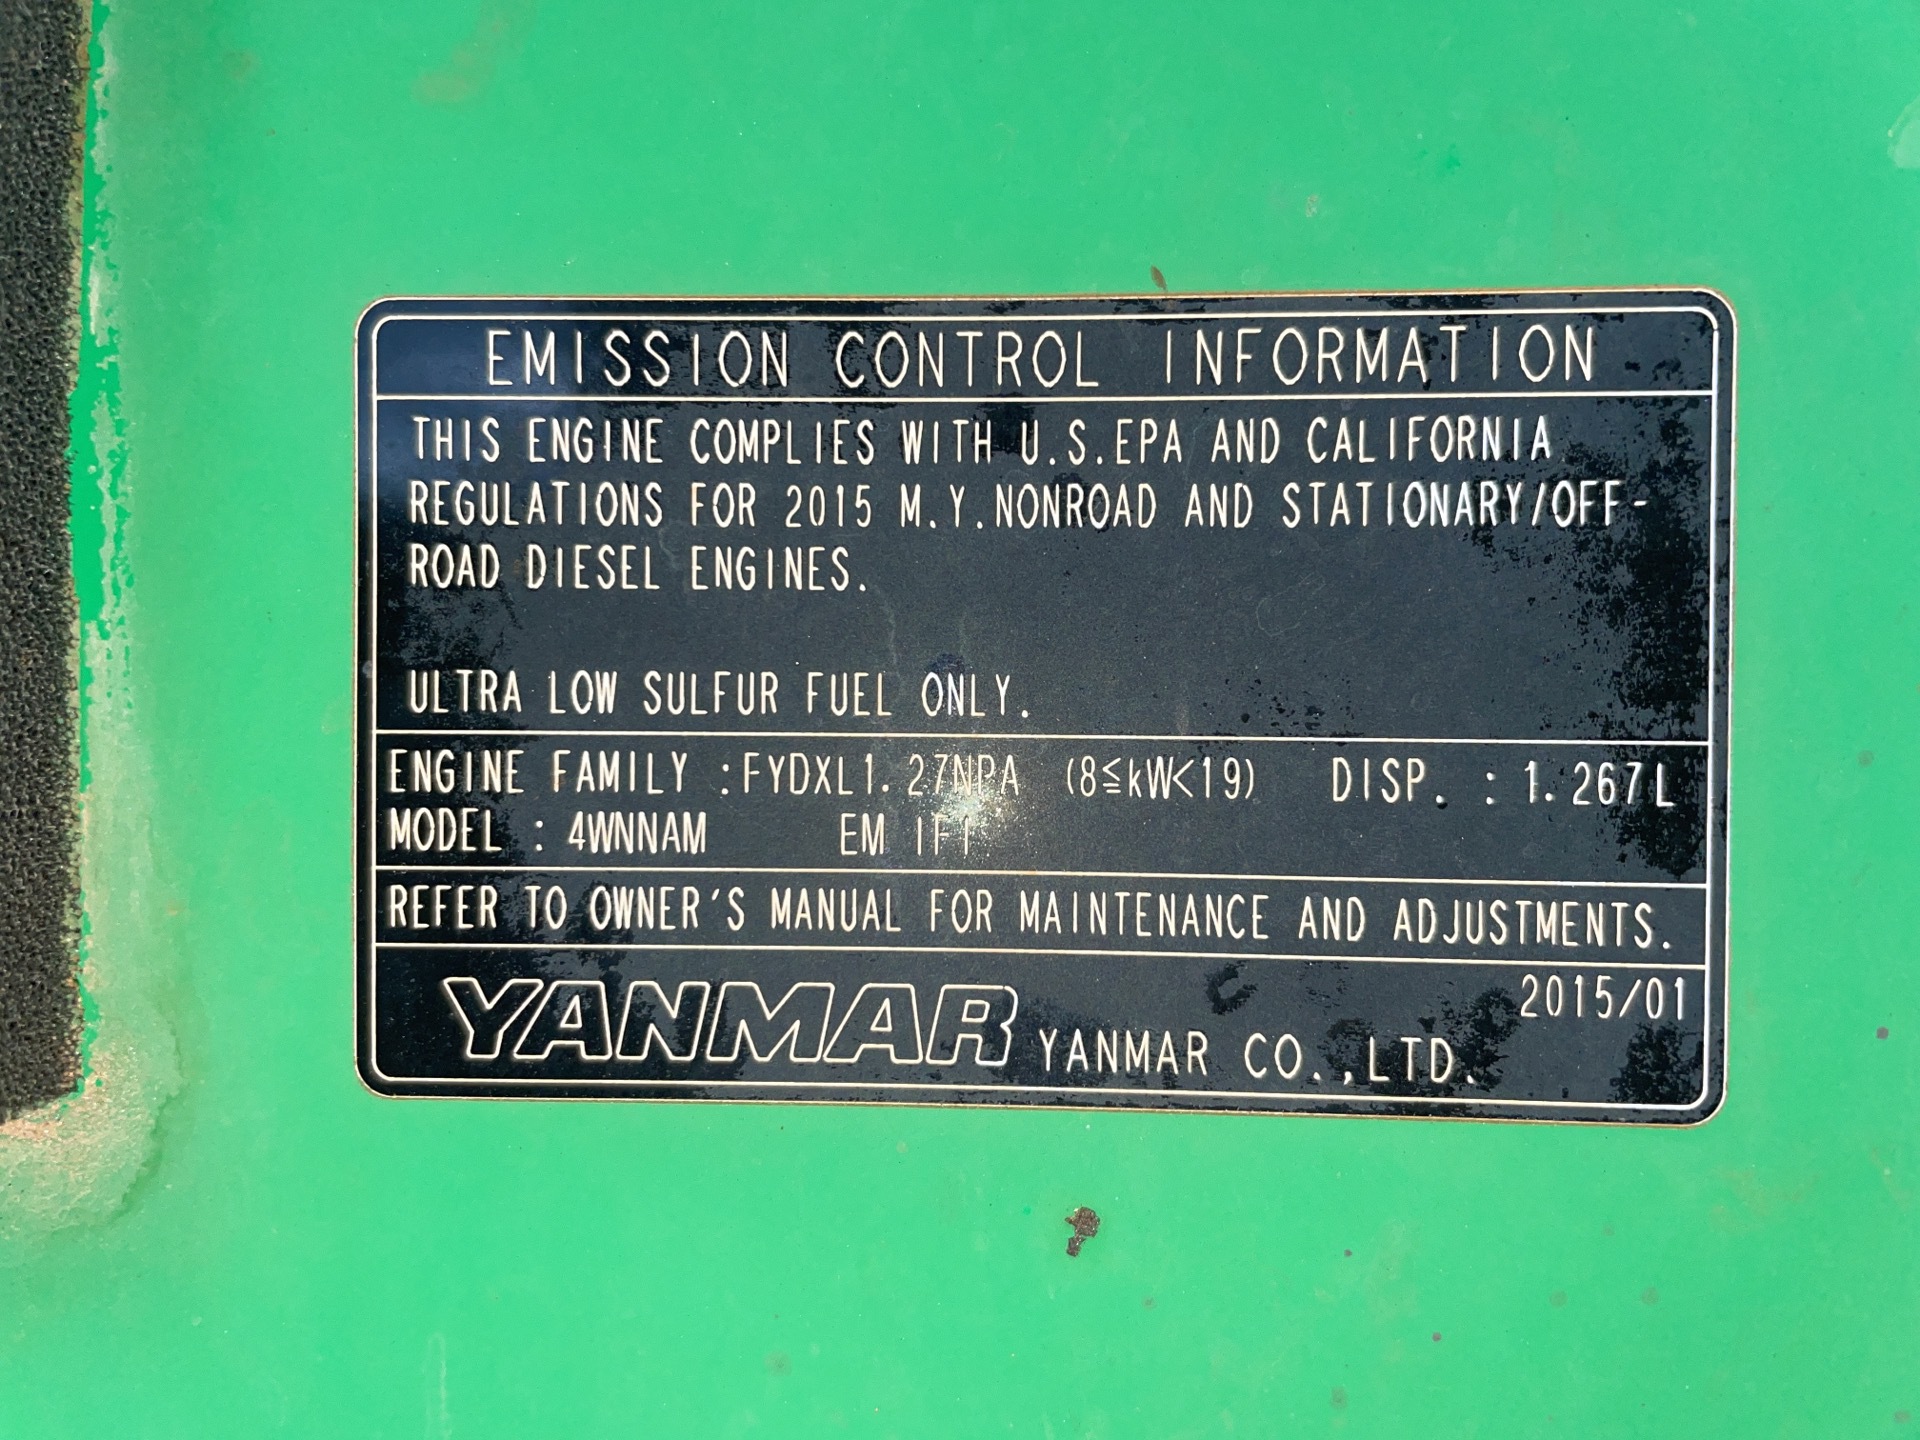 EMISSION CONTROL INFORMATION
THIS ENGINE COMPLIES WITH U.S.EPA AND CALIFORNIA
REGULATIONS FOR 2015 M.Y.NONROAD AND STATIONARY/OFF-
ROAD DIESEL ENGINES.
ULTRA LOW SULFUR FUEL ONLY.
ENGINE FAMILY :FYDXL1.27NPA (8≦kW<19) DISP. : 1.267L
MODEL : 4WNNAM EM IFI
REFER TO OWNER'S MANUAL FOR MAINTENANCE AND ADJUSTMENTS.
2015/01
YANMAR YANMAR CO.,LTD.